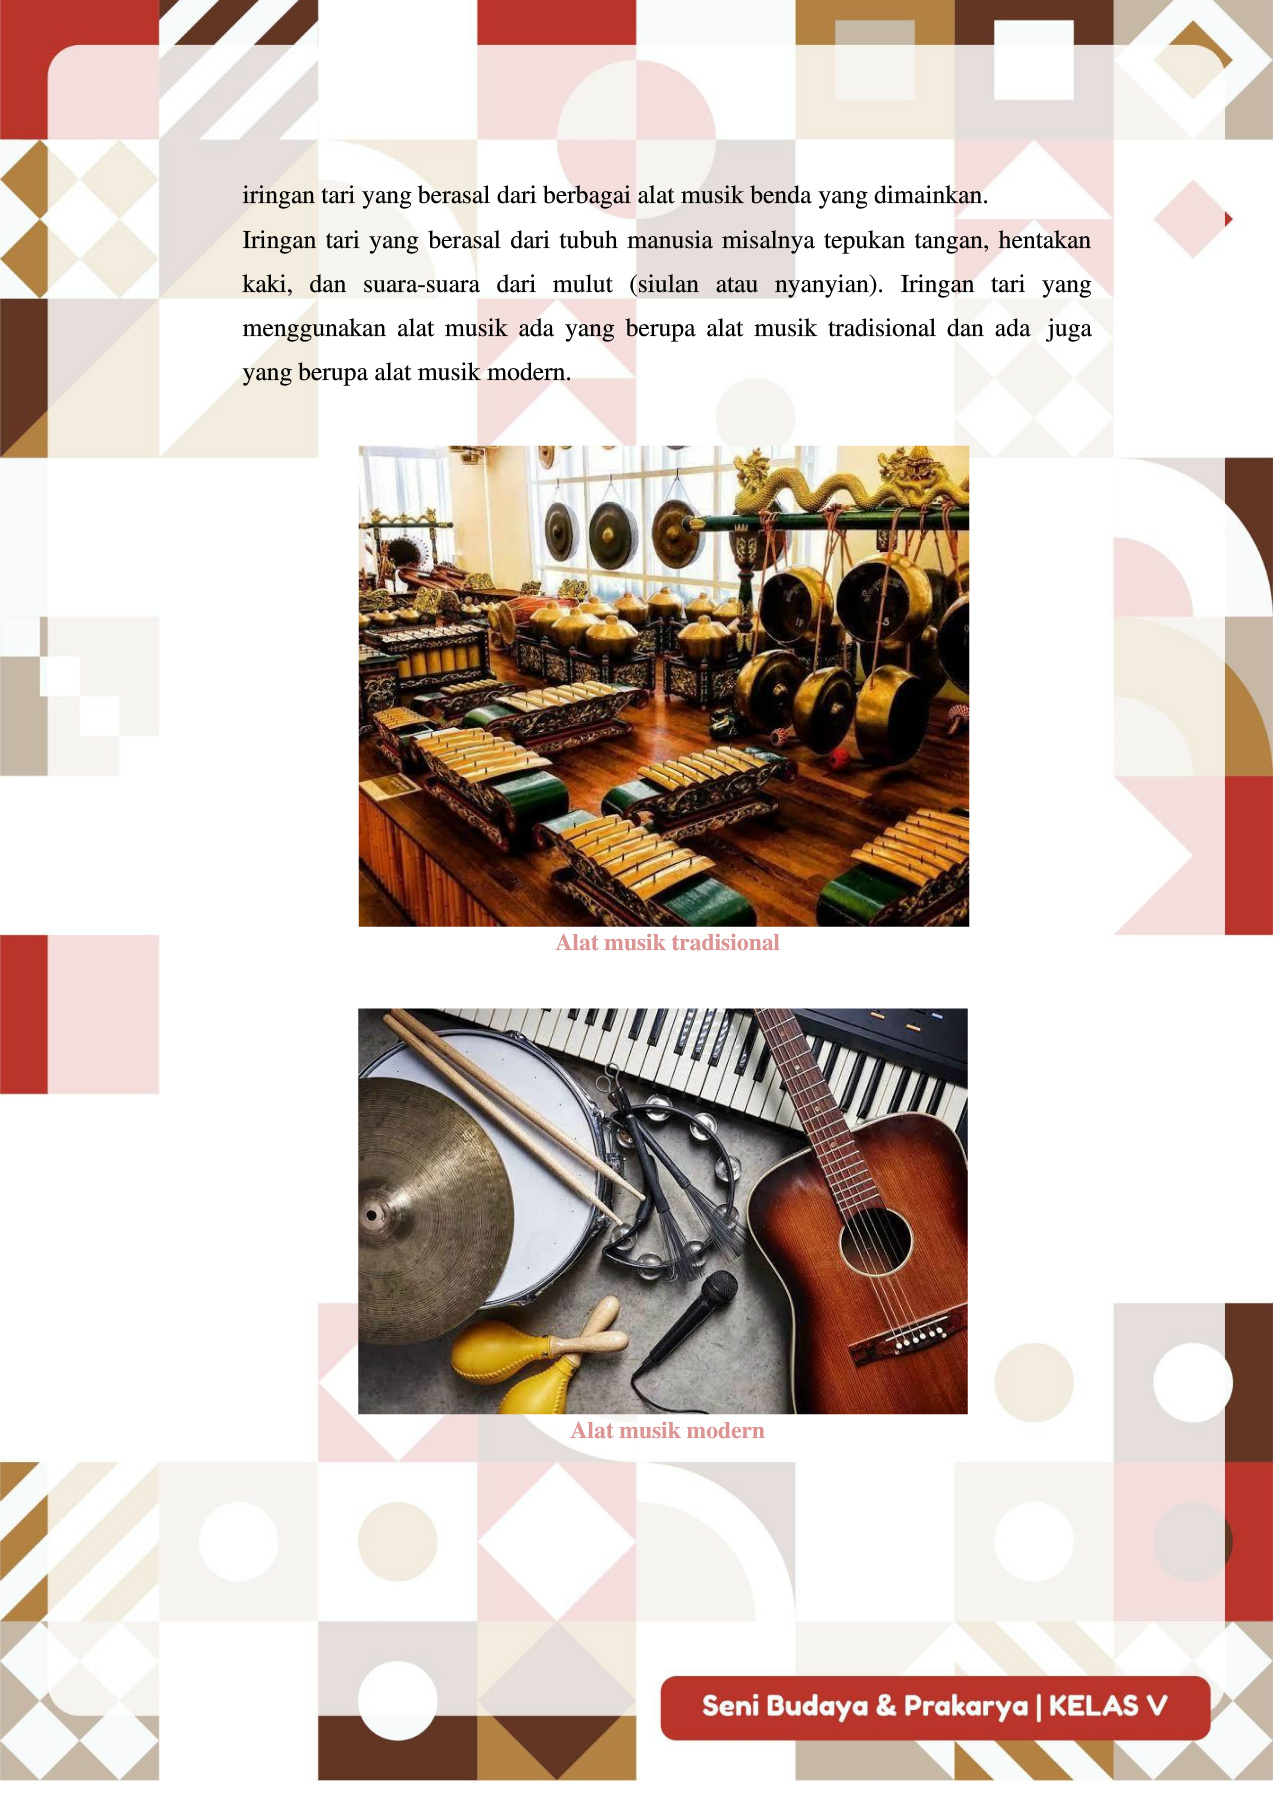 iringan tari yang berasal dari berbagai alat musik benda yang dimainkan.
Iringan tari yang berasal dari tubuh manusia misalnya tepukan tangan, hentakan
kaki, dan suara-suara dari mulut (siulan atau nyanyian). Iringan tari yang
menggunakan alat musik ada yang berupa alat musik tradisional dan ada juga
yang berupa alat musik modern.
Alat musik tradisional
Alat musik modern
Seni Budaya & Prakarya | KELAS V